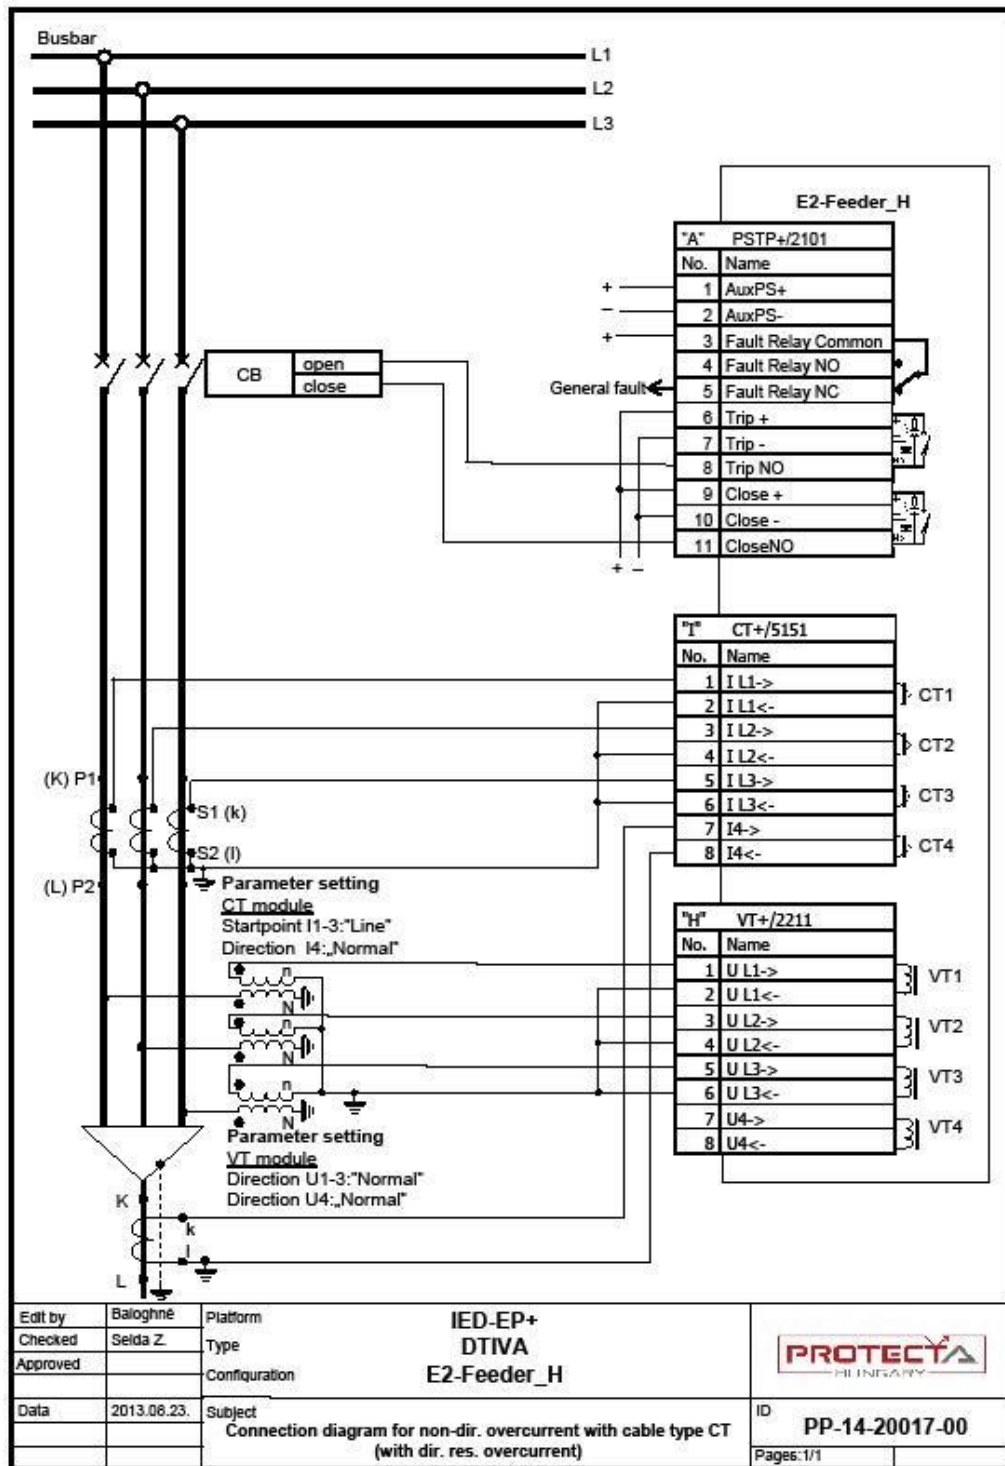 Busbar
L1
L2
L3
E2-Feeder_H
"A" PSTP+/2101
No. Name
+ 1 AuxPS+
– 2 AuxPS-
+ 3 Fault Relay Common
4 Fault Relay NO
General fault 5 Fault Relay NC
6 Trip +
7 Trip -
8 Trip NO
9 Close +
10 Close -
11 CloseNO
+ –
CB open
close
"I" CT+/5151
No. Name
1 I L1->
2 I L1<-
CT1
3 I L2->
4 I L2<-
CT2
5 I L3->
6 I L3<-
CT3
7 I4->
8 I4<-
CT4
(K) P1
S1 (k)
S2 (l)
(L) P2
Parameter setting
CT module
Startpoint I1-3:"Line"
Direction I4:„Normal"
"H" VT+/2211
No. Name
1 U L1->
2 U L1<-
VT1
3 U L2->
4 U L2<-
VT2
5 U L3->
6 U L3<-
VT3
7 U4->
8 U4<-
VT4
n
N
n
N
n
N
Parameter setting
VT module
Direction U1-3:"Normal"
Direction U4:„Normal"
K
k
l
L
Edit by Baloghné
Checked Selda Z.
Approved
Data 2013.08.23.
Platform IED-EP+
Type DTIVA
Configuration E2-Feeder_H
Subject
Connection diagram for non-dir. overcurrent with cable type CT
(with dir. res. overcurrent)
PROTECTA
HUNGARY
ID
PP-14-20017-00
Pages:1/1